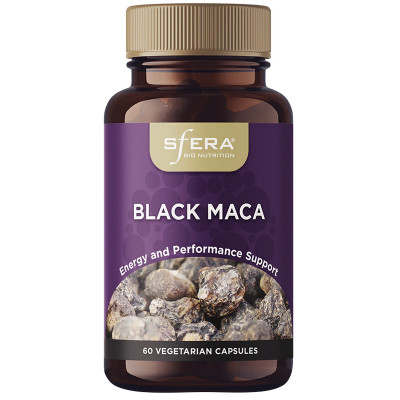 SfERA®
BIO NUTRITION
BLACK MACA
Energy and Performance Support
60 VEGETARIAN CAPSULES